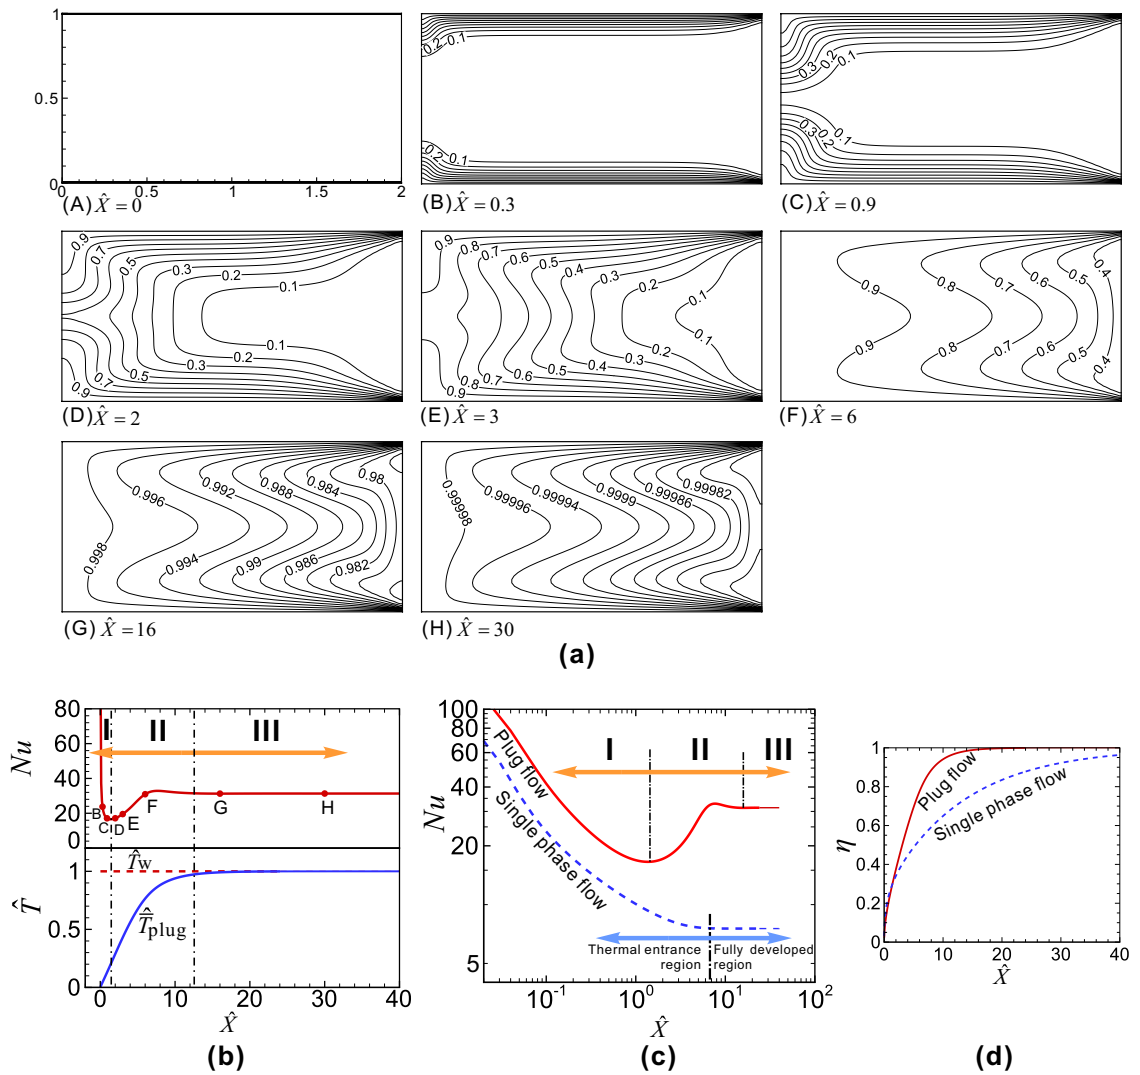 1
0.5
0
0 0.5 1 1.5 2
(A) X̂ = 0
0.2 0.1
0.2 0.1
(B) X̂ = 0.3
0.3 0.2 0.1
0.3 0.2 0.1
(C) X̂ = 0.9
0.9 0.7 0.5 0.3 0.2 0.1
0.9 0.7 0.5 0.3 0.2 0.1
(D) X̂ = 2
0.9 0.8 0.7 0.6 0.5 0.4 0.3 0.2 0.1
0.9 0.8 0.7 0.6 0.5 0.4 0.3 0.2 0.1
(E) X̂ = 3
0.9 0.8 0.7 0.6 0.5 0.4
0.9 0.8 0.7 0.6 0.5 0.4
(F) X̂ = 6
0.996 0.992 0.988 0.984 0.98
0.998 0.994 0.99 0.986 0.982
(G) X̂ = 16
0.99998 0.99996 0.99994 0.9999 0.99986 0.99982
(H) X̂ = 30
(a)
80
60
40
20
0
Nu
I II III
B C D E F G H
1
0.5
0
T̂
T̂w
T̂plug
0 10 20 30 40
X̂
(b)
100
60
40
20
5
Nu
I II III
Plug flow
Single phase flow
Thermal entrance region
Fully developed region
10-1 100 101 102
X̂
(c)
1
0.8
0.6
0.4
0.2
0
η
Plug flow
Single phase flow
0 10 20 30 40
X̂
(d)